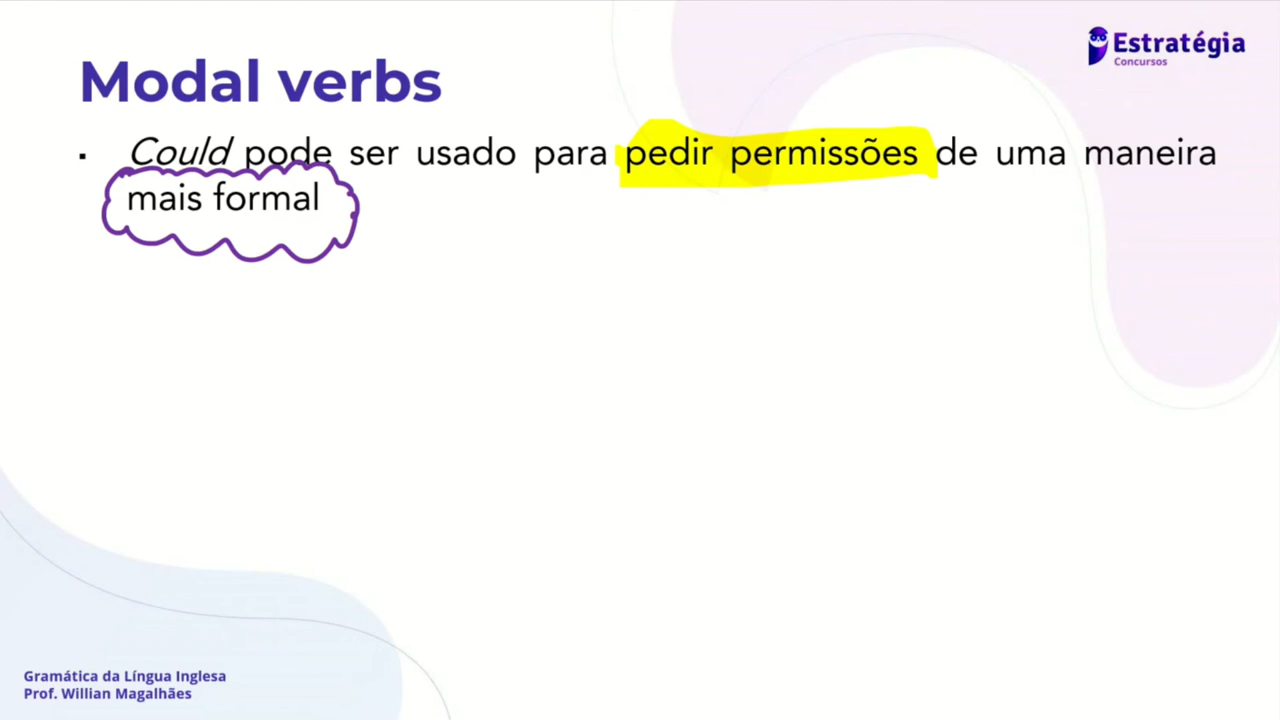 Estratégia
Concursos
Modal verbs
▪ Could pode ser usado para pedir permissões de uma maneira
mais formal
Gramática da Língua Inglesa
Prof. Willian Magalhães